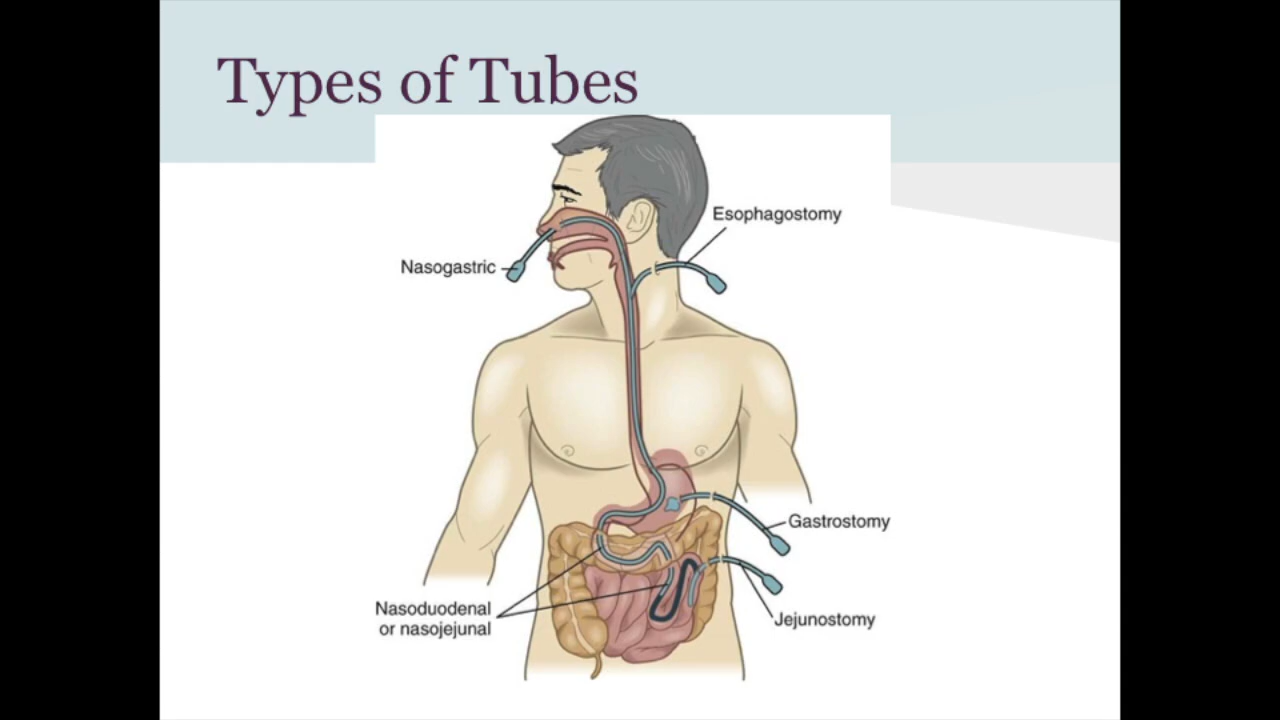 Types of Tubes
Esophagostomy
Nasogastric
Gastrostomy
Nasoduodenal
or nasojejunal
Jejunostomy